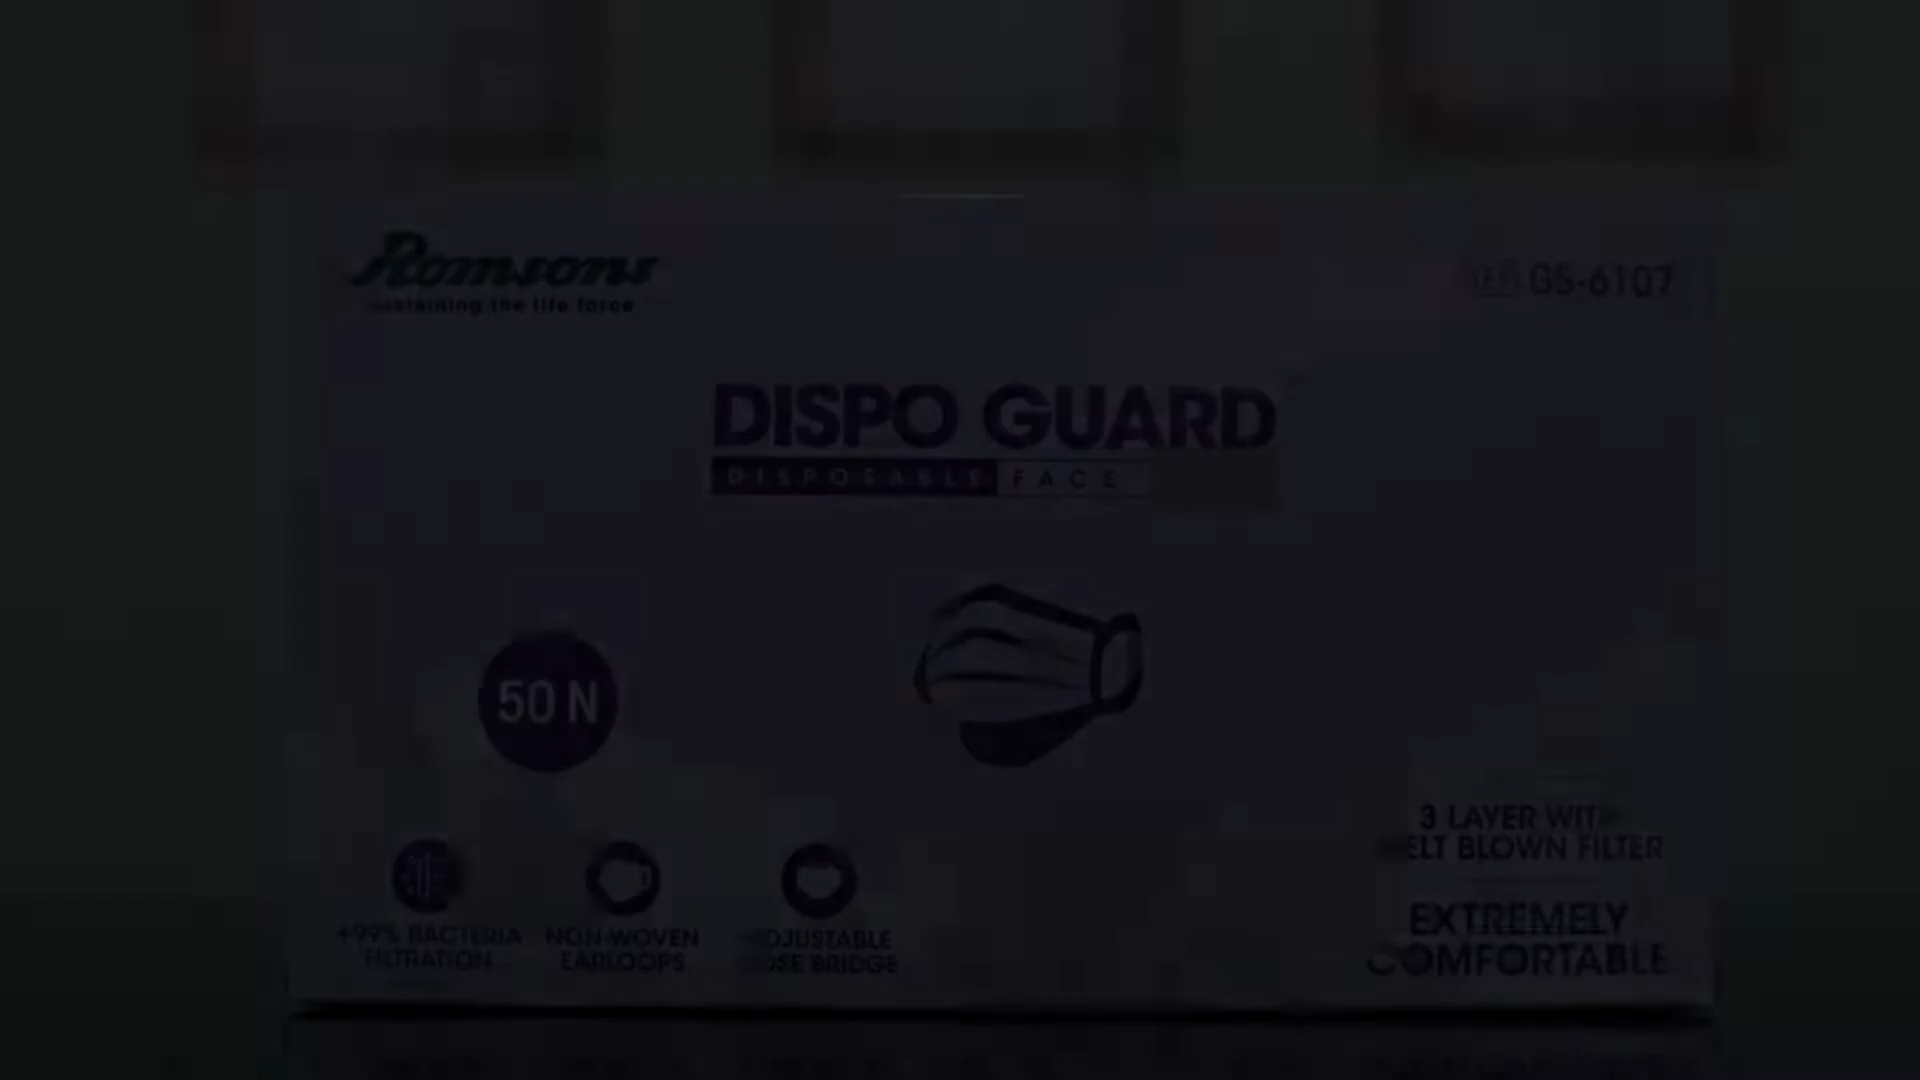 Romsons
sustaining the life force
REF GS-6107
DISPO GUARD
DISPOSABLE FACE
50 N
3 LAYER WITH
MELT BLOWN FILTER
+99% BACTERIA
FILTRATION
NON-WOVEN
EARLOOPS
ADJUSTABLE
NOSE BRIDGE
EXTREMELY
COMFORTABLE